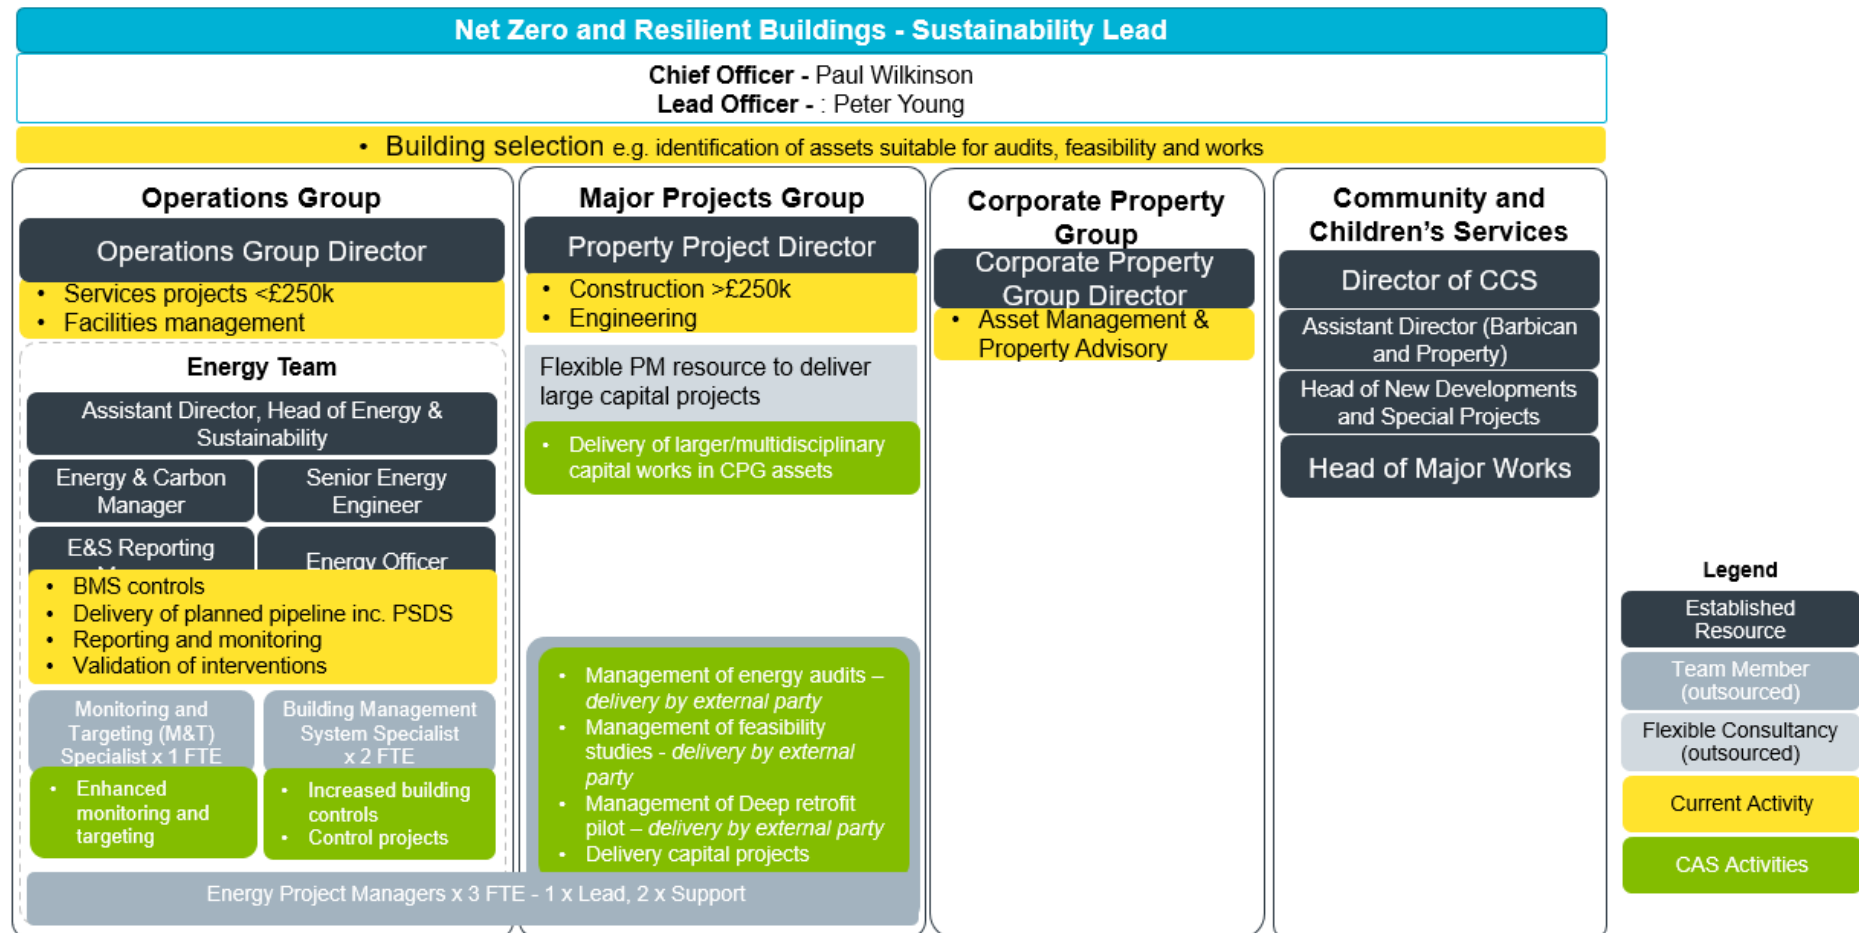 Net Zero and Resilient Buildings - Sustainability Lead
Chief Officer - Paul Wilkinson
Lead Officer - : Peter Young
• Building selection e.g. identification of assets suitable for audits, feasibility and works
Operations Group
Operations Group Director
• Services projects <£250k
• Facilities management
Energy Team
Assistant Director, Head of Energy &
Sustainability
Energy & Carbon
Manager
Senior Energy
Engineer
E&S Reporting
Energy Officer
• BMS controls
• Delivery of planned pipeline inc. PSDS
• Reporting and monitoring
• Validation of interventions
Monitoring and
Targeting (M&T)
Specialist x 1 FTE
• Enhanced
monitoring and
targeting
Building Management
System Specialist
x 2 FTE
• Increased building
controls
• Control projects
Major Projects Group
Property Project Director
• Construction >£250k
• Engineering
Flexible PM resource to deliver
large capital projects
• Delivery of larger/multidisciplinary
capital works in CPG assets
• Management of energy audits –
delivery by external party
• Management of feasibility
studies - delivery by external
party
• Management of Deep retrofit
pilot – delivery by external party
• Delivery capital projects
Energy Project Managers x 3 FTE - 1 x Lead, 2 x Support
Corporate Property
Group
Corporate Property
Group Director
• Asset Management &
Property Advisory
Community and
Children's Services
Director of CCS
Assistant Director (Barbican
and Property)
Head of New Developments
and Special Projects
Head of Major Works
Legend
Established
Resource
Team Member
(outsourced)
Flexible Consultancy
(outsourced)
Current Activity
CAS Activities